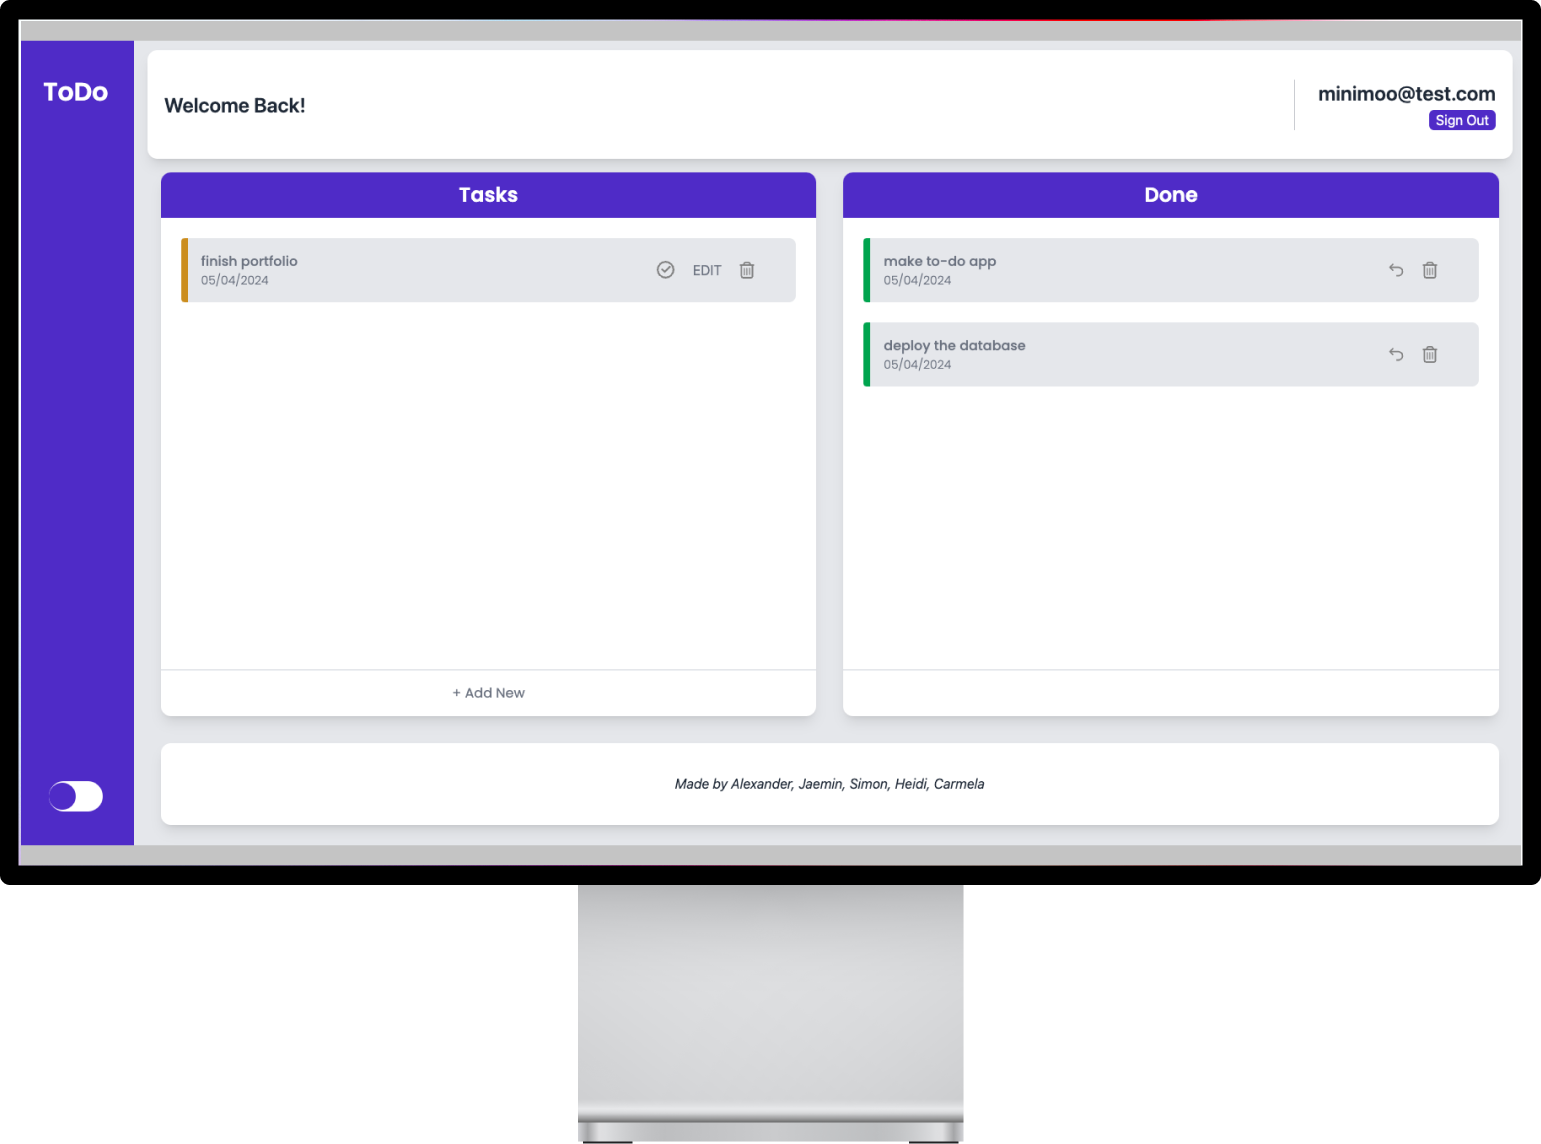 ToDo
Welcome Back!
minimoo@test.com
Sign Out
Tasks
finish portfolio
05/04/2024
EDIT
+ Add New
Done
make to-do app
05/04/2024
deploy the database
05/04/2024
Made by Alexander, Jaemin, Simon, Heidi, Carmela